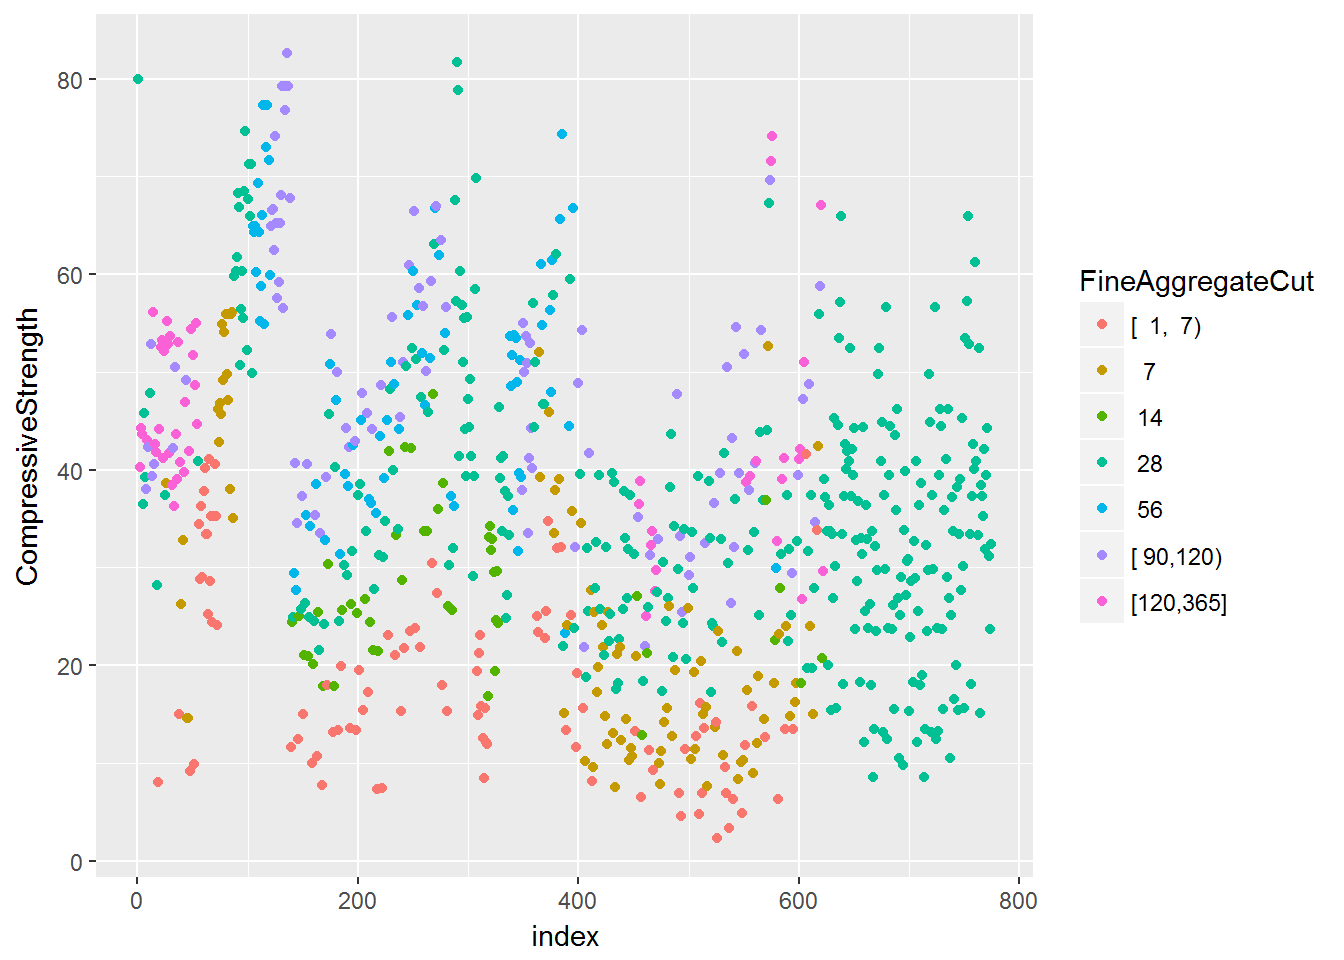 80
60
40
20
0
CompressiveStrength
0 200 400 600 800
index
FineAggregateCut
[  1,  7)
7
14
28
56
[ 90,120)
[120,365]